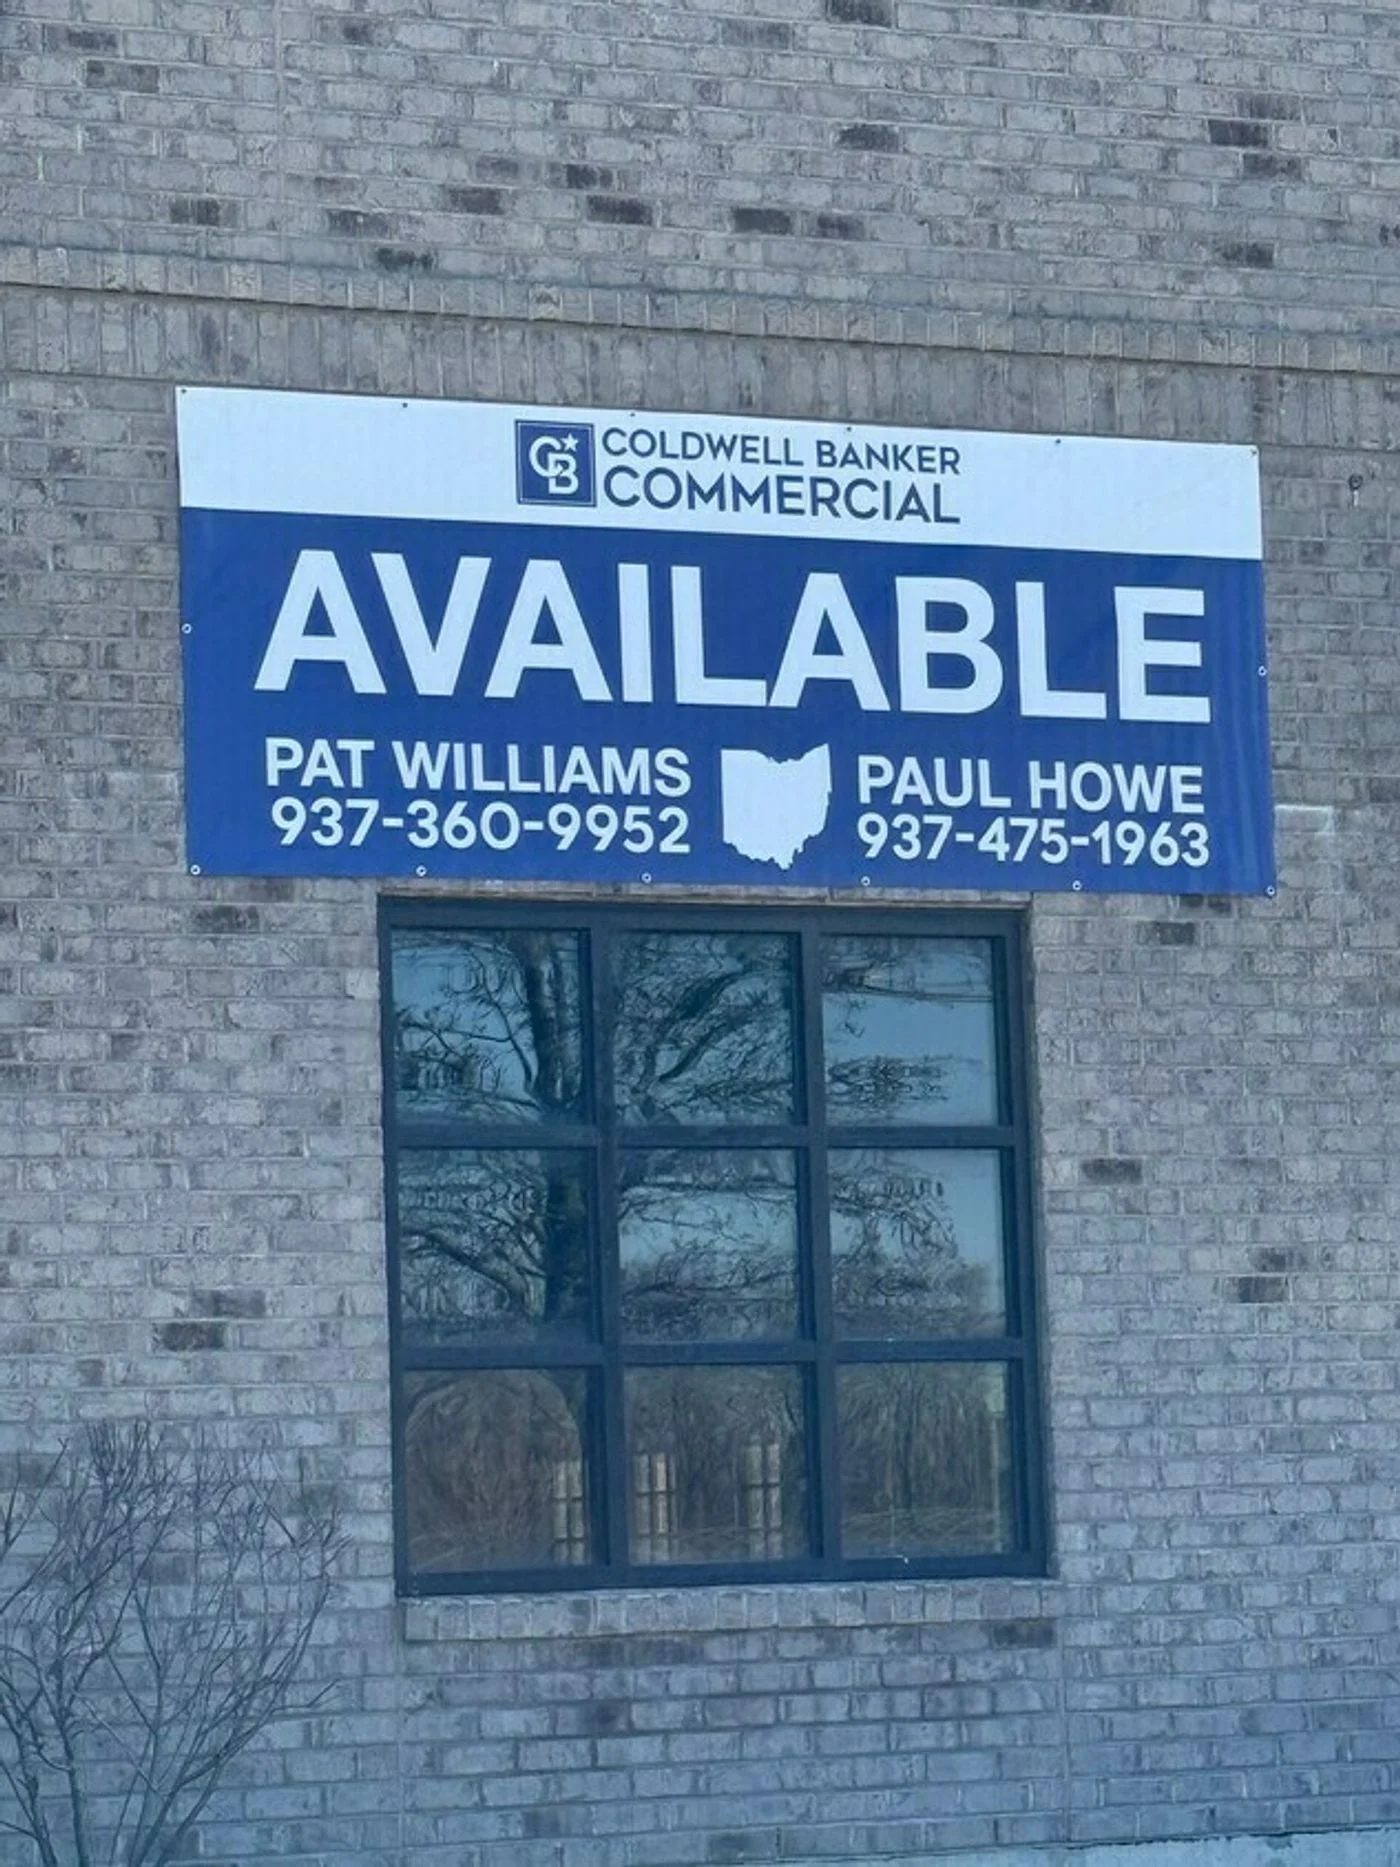 CB
COLDWELL BANKER
COMMERCIAL
AVAILABLE
PAT WILLIAMS
937-360-9952
PAUL HOWE
937-475-1963